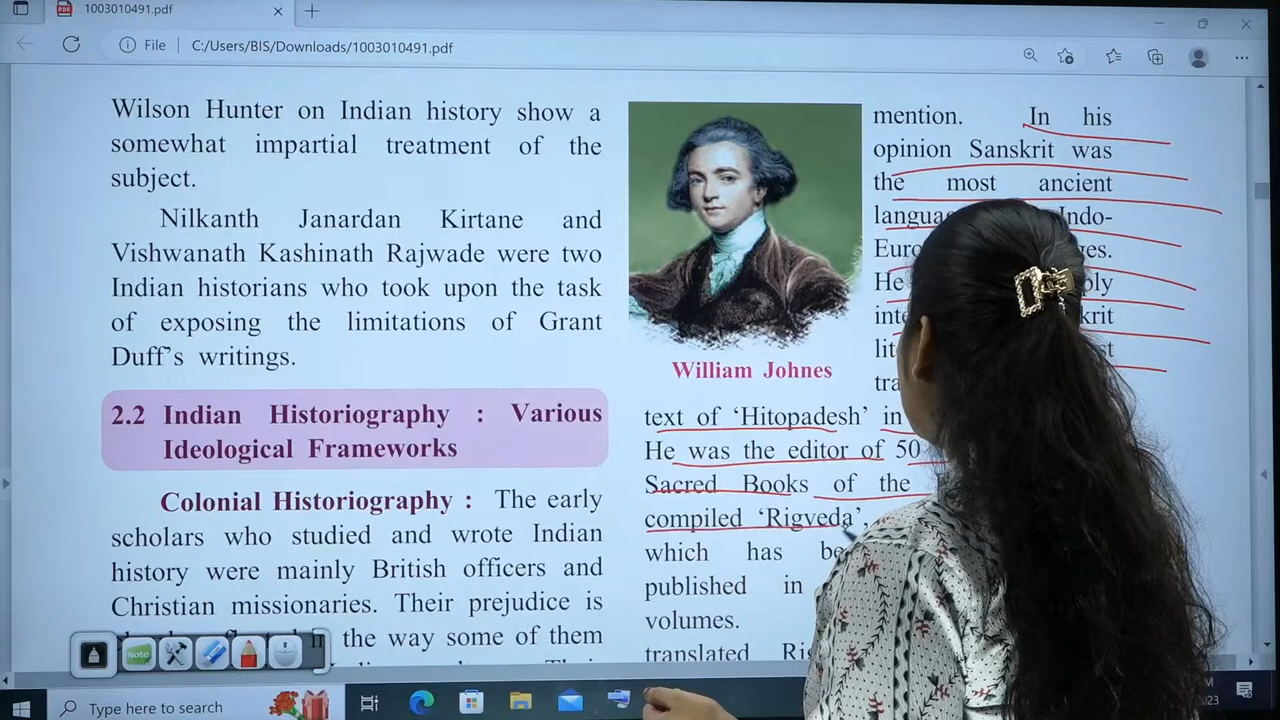 1003010491.pdf
File
C:/Users/BIS/Downloads/1003010491.pdf
Wilson Hunter on Indian history show a
somewhat impartial treatment of the
subject.
Nilkanth Janardan Kirtane and
Vishwanath Kashinath Rajwade were two
Indian historians who took upon the task
of exposing the limitations of Grant
Duff's writings.
2.2 Indian Historiography : Various
Ideological Frameworks
Colonial Historiography : The early
scholars who studied and wrote Indian
history were mainly British officers and
Christian missionaries. Their prejudice is
the way some of them
William Johnes
mention. In his
opinion Sanskrit was
the most ancient
Indo-
He
text of 'Hitopadesh' in
He was the editor of 50
Sacred Books of the
compiled 'Rigveda',
which has
published in
volumes.
translated
Note
Type here to search